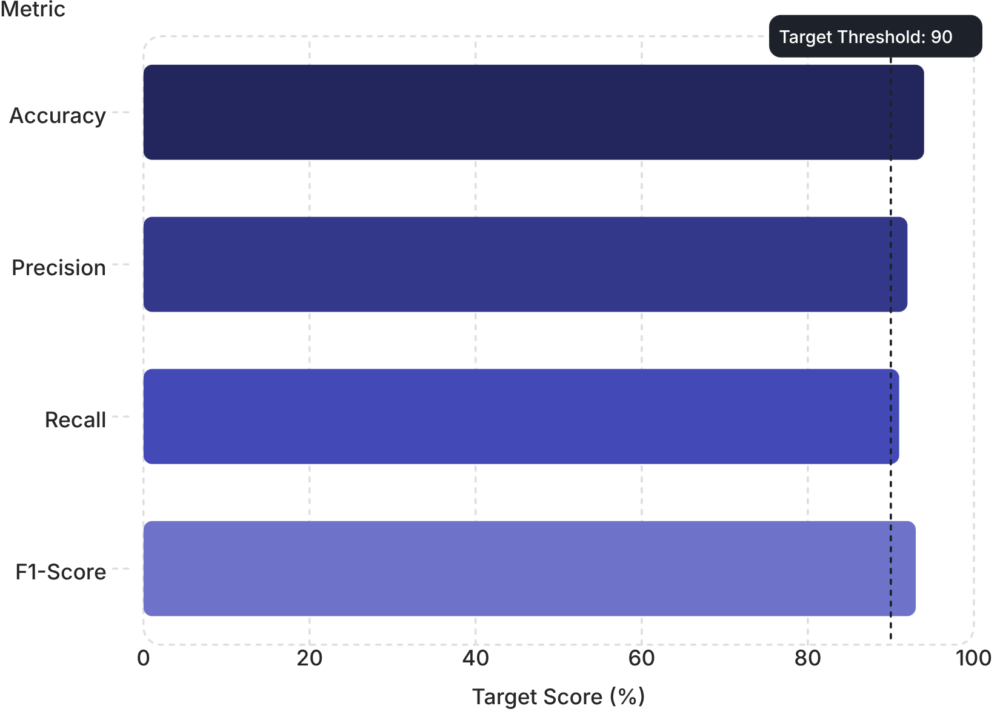 Metric
Target Threshold: 90
Accuracy
Precision
Recall
F1-Score
0 20 40 60 80 100
Target Score (%)